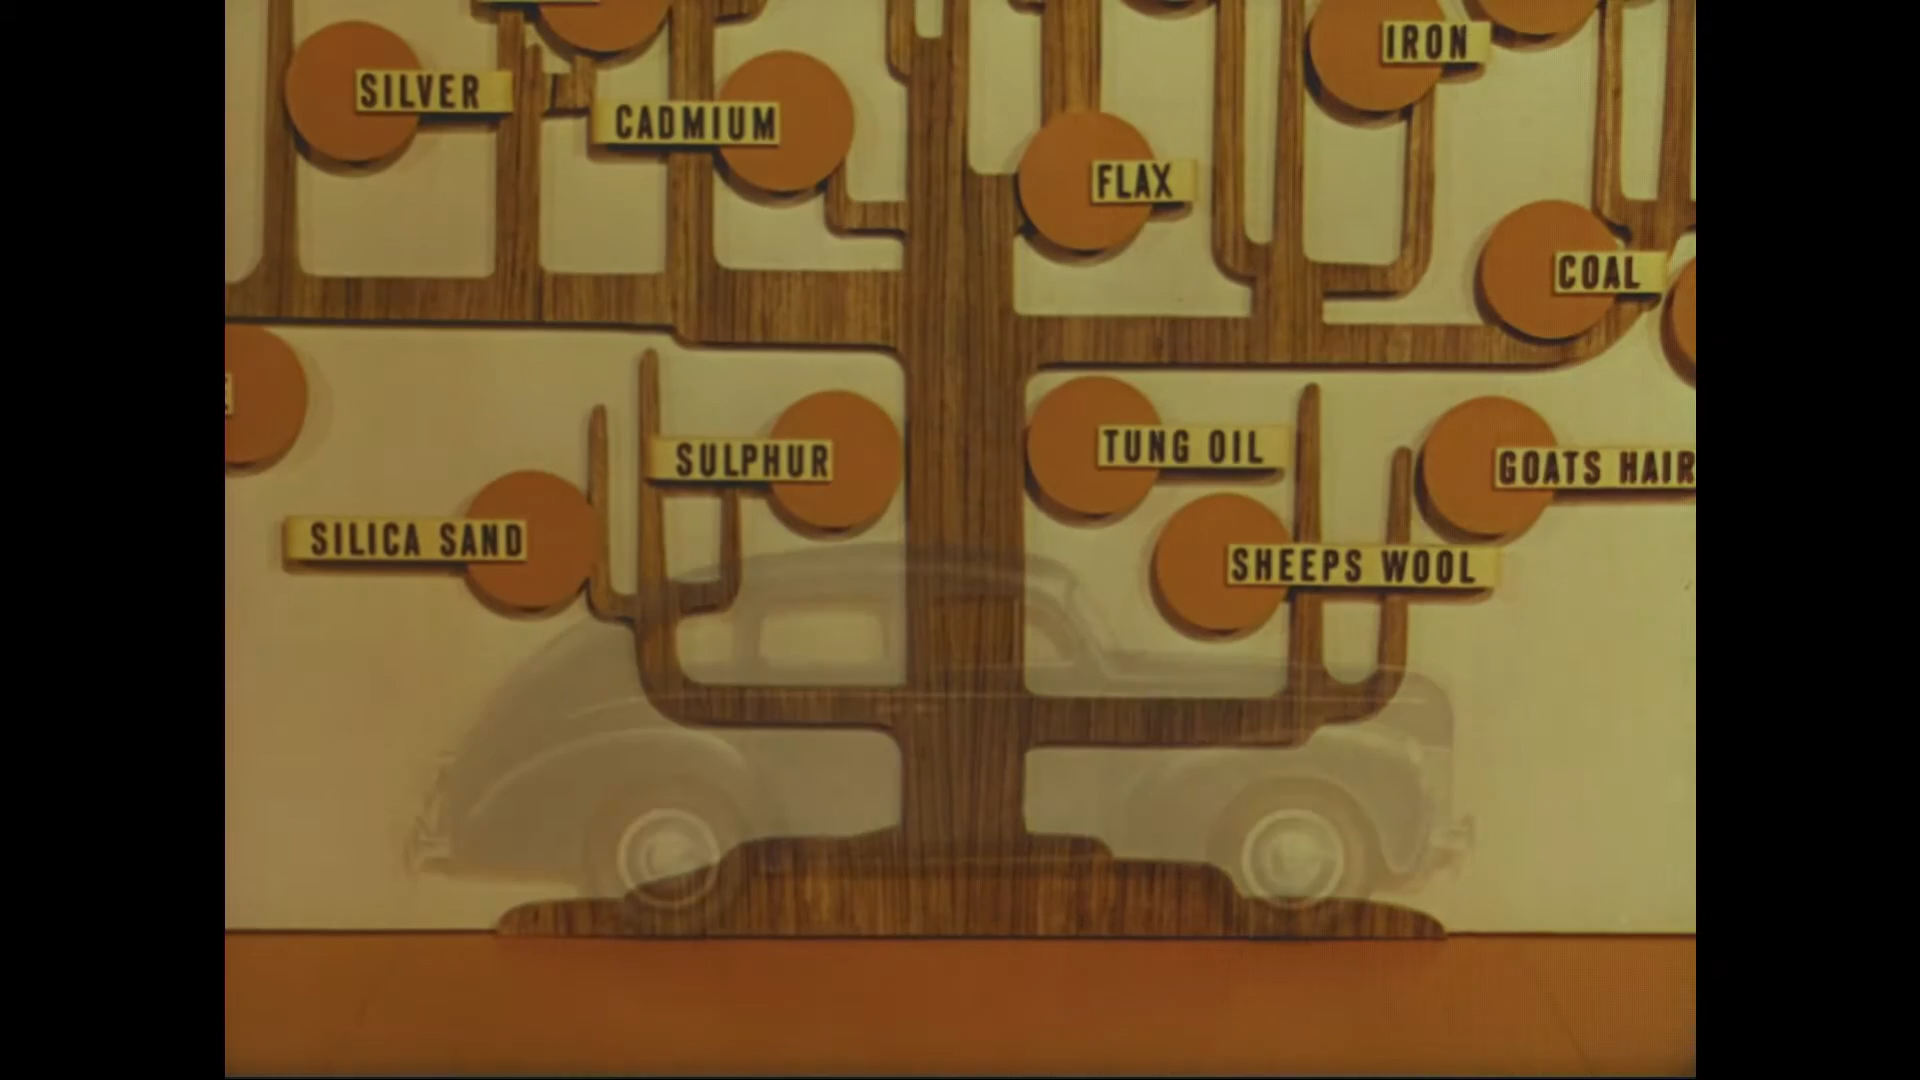 IRON
SILVER
CADMIUM
FLAX
COAL
TUNG OIL
SULPHUR
GOATS HAIR
SILICA SAND
SHEEPS WOOL